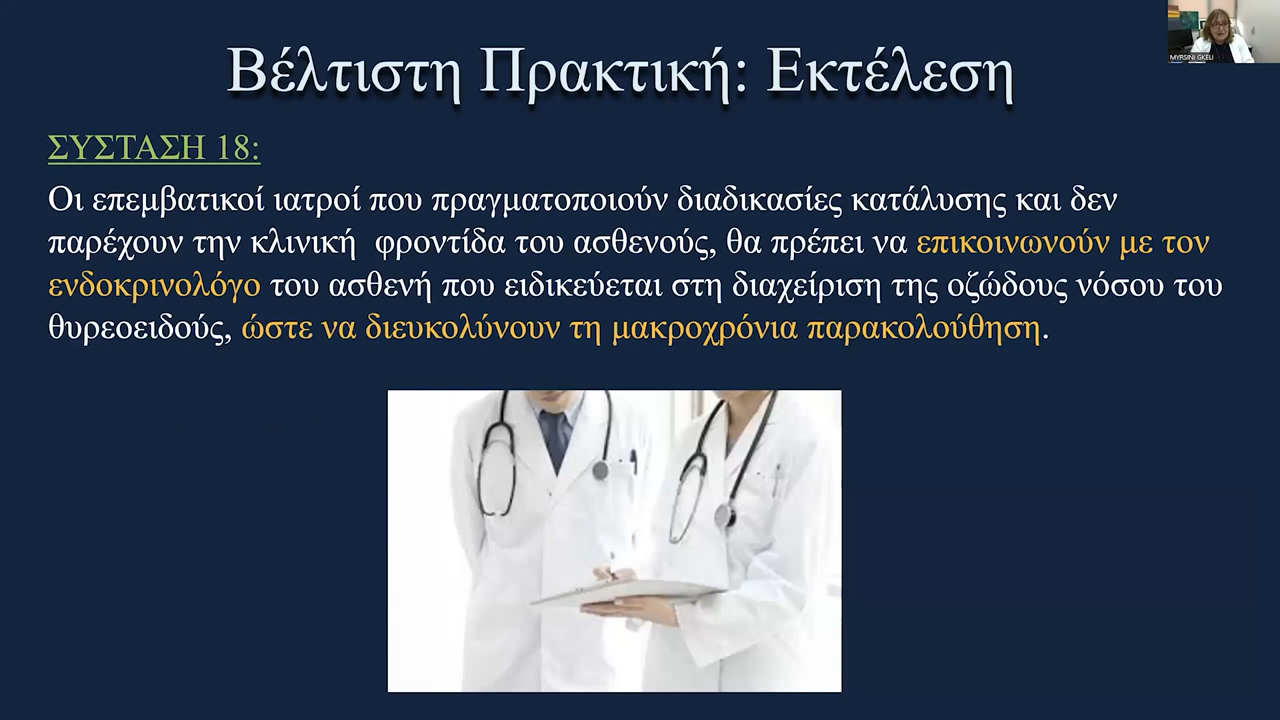 Βέλτιστη Πρακτική: Εκτέλεση
MYRSINI GKELI
ΣΥΣΤΑΣΗ 18:
Οι επεμβατικοί ιατροί που πραγματοποιούν διαδικασίες κατάλυσης και δεν
παρέχουν την κλινική φροντίδα του ασθενούς, θα πρέπει να επικοινωνούν με τον
ενδοκρινολόγο του ασθενή που ειδικεύεται στη διαχείριση της οζώδους νόσου του
θυρεοειδούς, ώστε να διευκολύνουν τη μακροχρόνια παρακολούθηση.